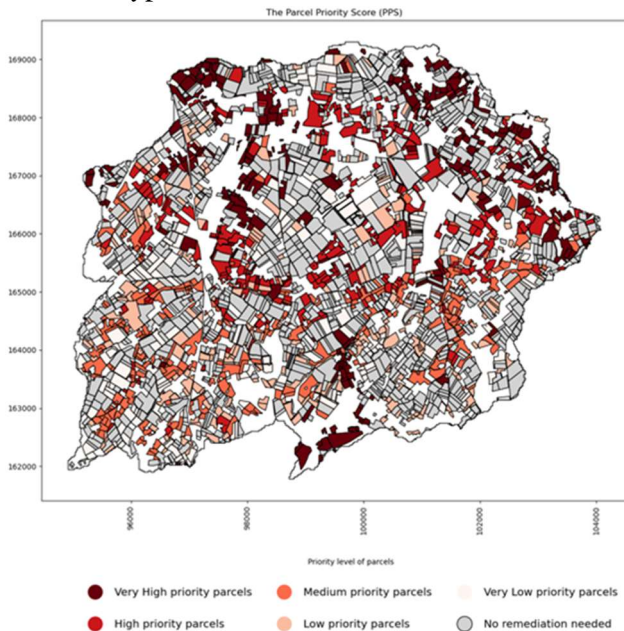 The Parcel Priority Score (PPS)
169000
168000
167000
166000
165000
164000
163000
162000
96000
98000
100000
102000
104000
Priority level of parcels
Very High priority parcels
Medium priority parcels
Very Low priority parcels
High priority parcels
Low priority parcels
No remediation needed